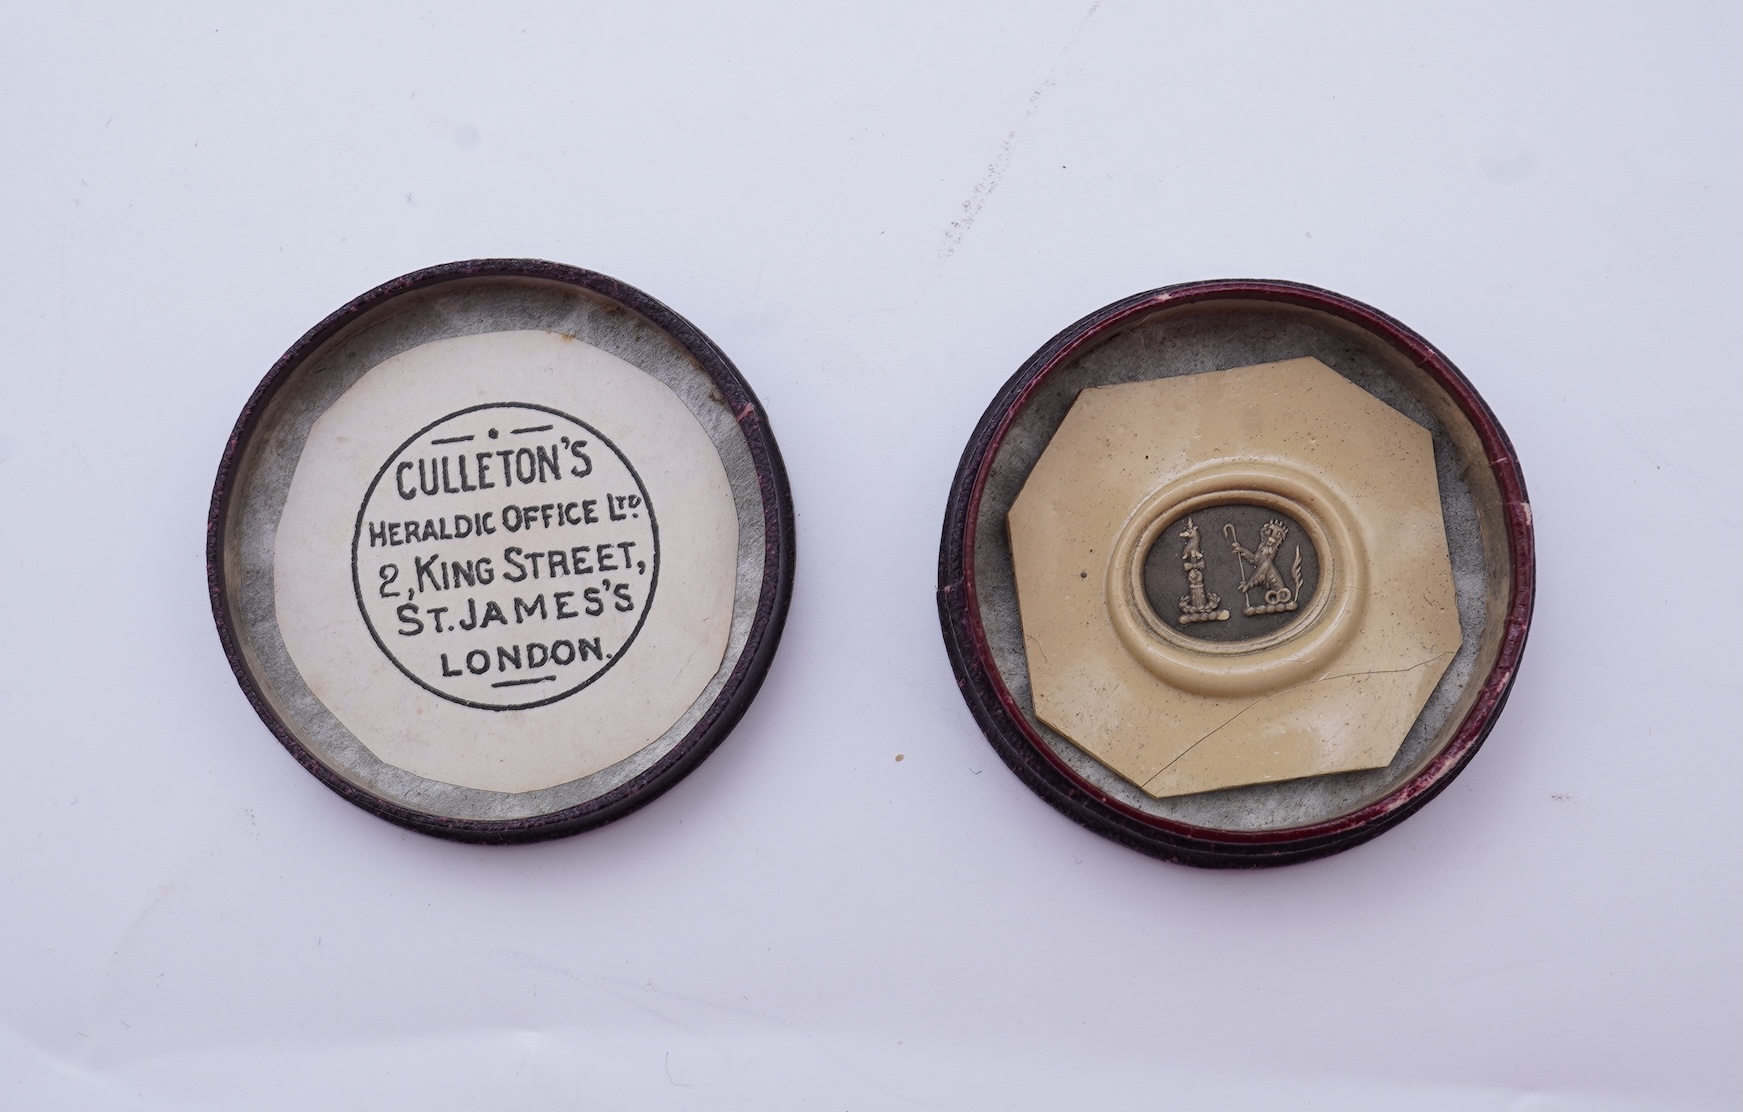 CULLETON'S
HERALDIC OFFICE LTD
2, KING STREET,
ST. JAMES'S
LONDON.